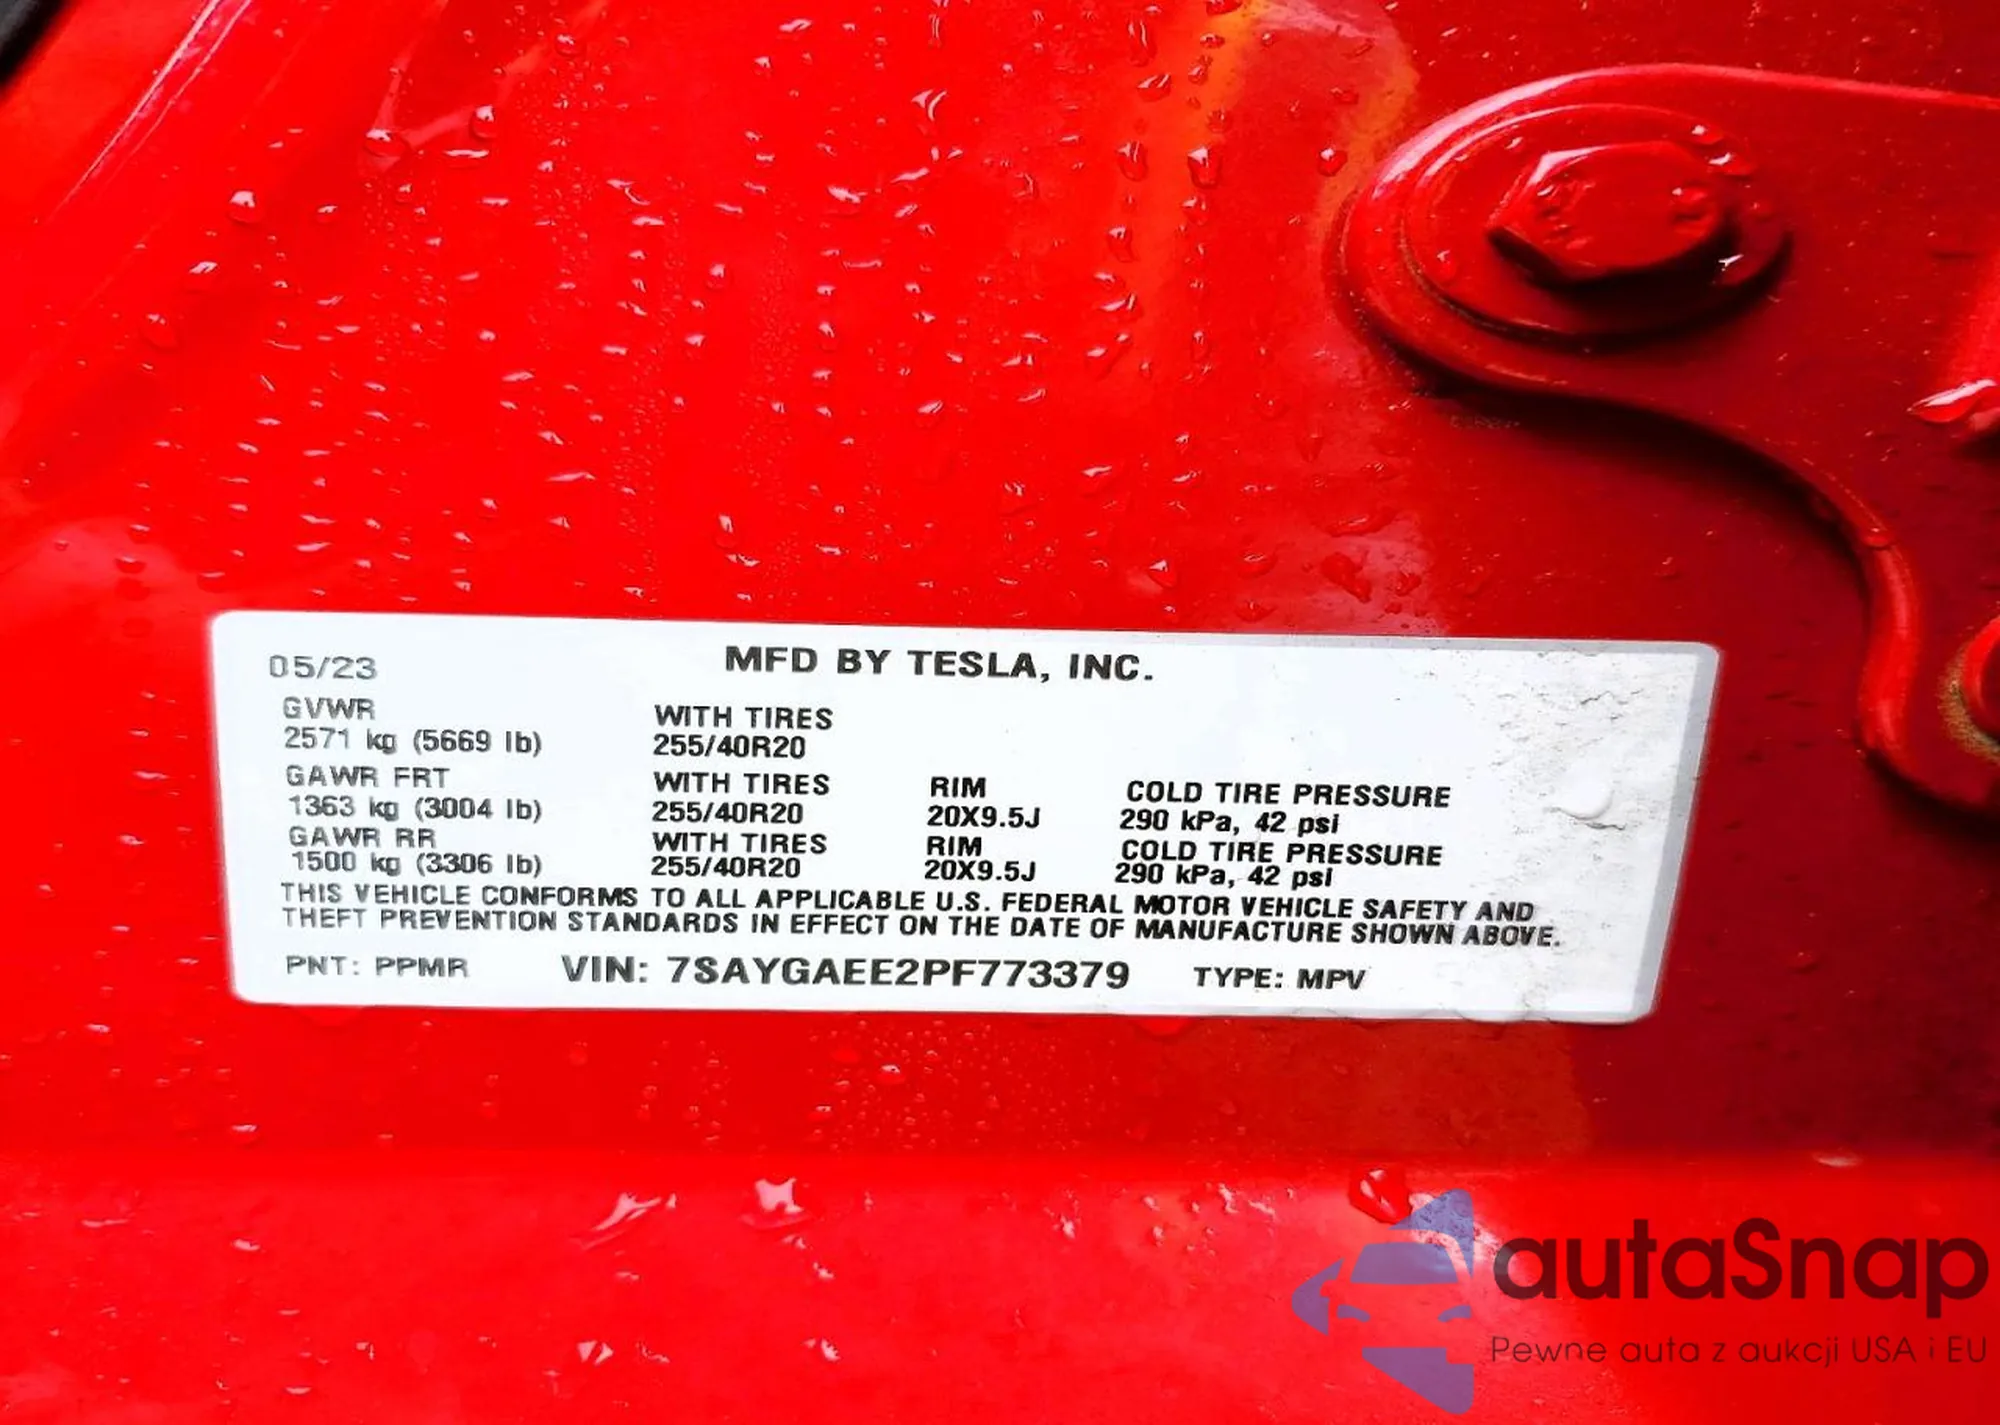 05/23 MFD BY TESLA, INC.
GVWR WITH TIRES
2571 kg (5669 lb) 255/40R20
GAWR FRT WITH TIRES RIM COLD TIRE PRESSURE
1363 kg (3004 lb) 255/40R20 20X9.5J 290 kPa, 42 psi
GAWR RR WITH TIRES RIM COLD TIRE PRESSURE
1500 kg (3306 lb) 255/40R20 20X9.5J 290 kPa, 42 psi
THIS VEHICLE CONFORMS TO ALL APPLICABLE U.S. FEDERAL MOTOR VEHICLE SAFETY AND
THEFT PREVENTION STANDARDS IN EFFECT ON THE DATE OF MANUFACTURE SHOWN ABOVE.
PNT: PPMR VIN: 7SAYGAEE2PF773379 TYPE: MPV
autaSnap
Pewne auta z aukcji USA i EU